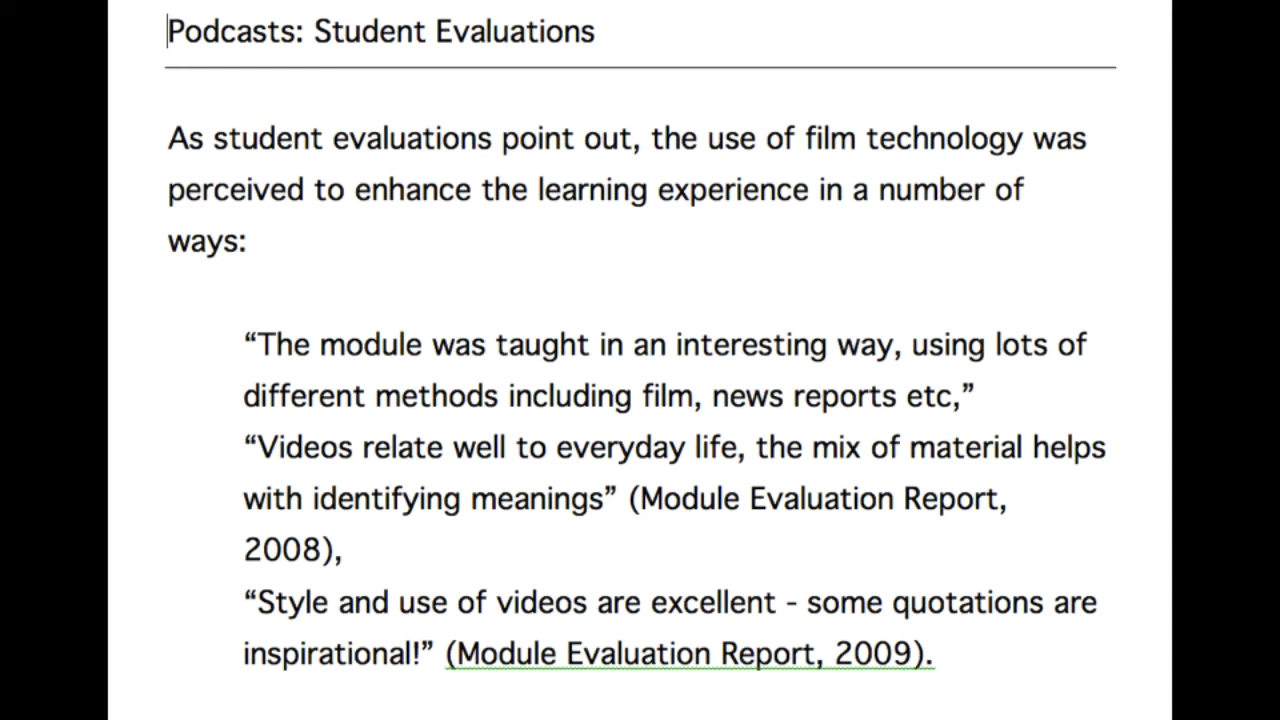 Podcasts: Student Evaluations
As student evaluations point out, the use of film technology was
perceived to enhance the learning experience in a number of
ways:
“The module was taught in an interesting way, using lots of
different methods including film, news reports etc,”
“Videos relate well to everyday life, the mix of material helps
with identifying meanings” (Module Evaluation Report,
2008),
“Style and use of videos are excellent - some quotations are
inspirational!” (Module Evaluation Report, 2009).